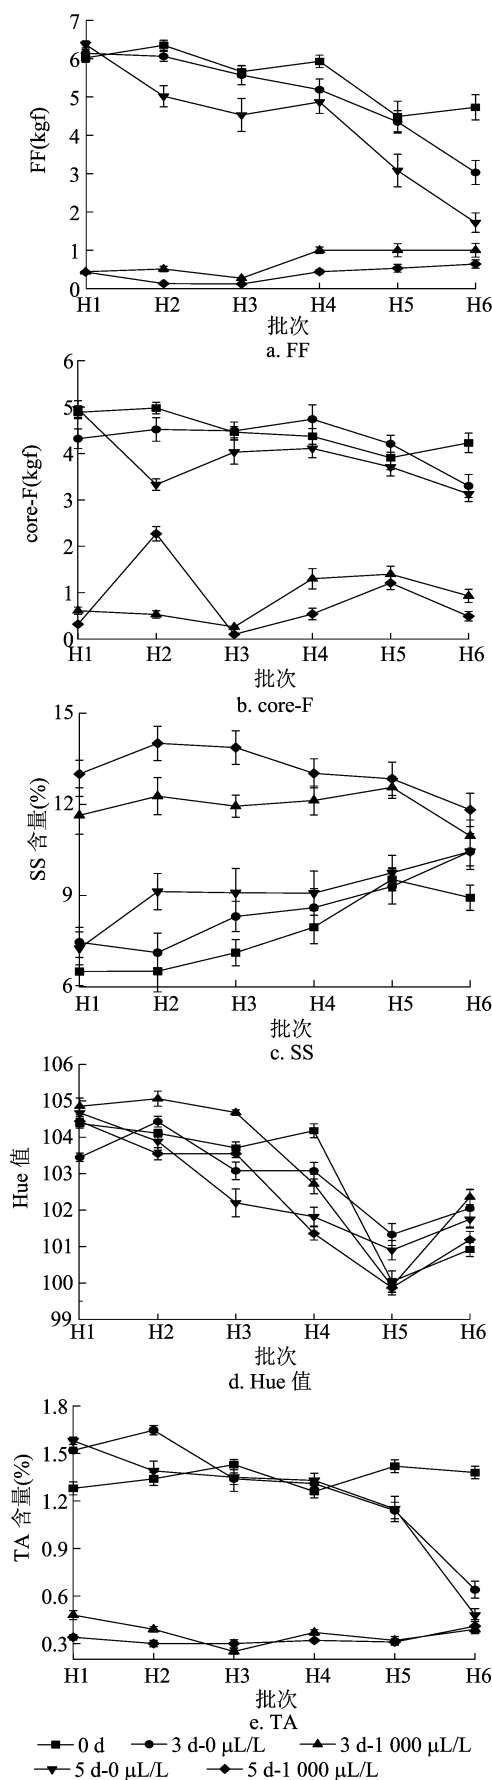 7
6
5
4
3
2
1
0
FF(kgf)
H1 H2 H3 H4 H5 H6
批次
a. FF
6
5
4
3
2
1
0
core-F(kgf)
H1 H2 H3 H4 H5 H6
批次
b. core-F
15
12
9
6
SS 含量(%)
H1 H2 H3 H4 H5 H6
批次
c. SS
106
105
104
103
102
101
100
99
Hue 值
H1 H2 H3 H4 H5 H6
批次
d. Hue 值
1.8
1.5
1.2
0.9
0.6
0.3
TA 含量(%)
H1 H2 H3 H4 H5 H6
批次
e. TA
0 d 3 d-0 μL/L 3 d-1 000 μL/L
5 d-0 μL/L 5 d-1 000 μL/L